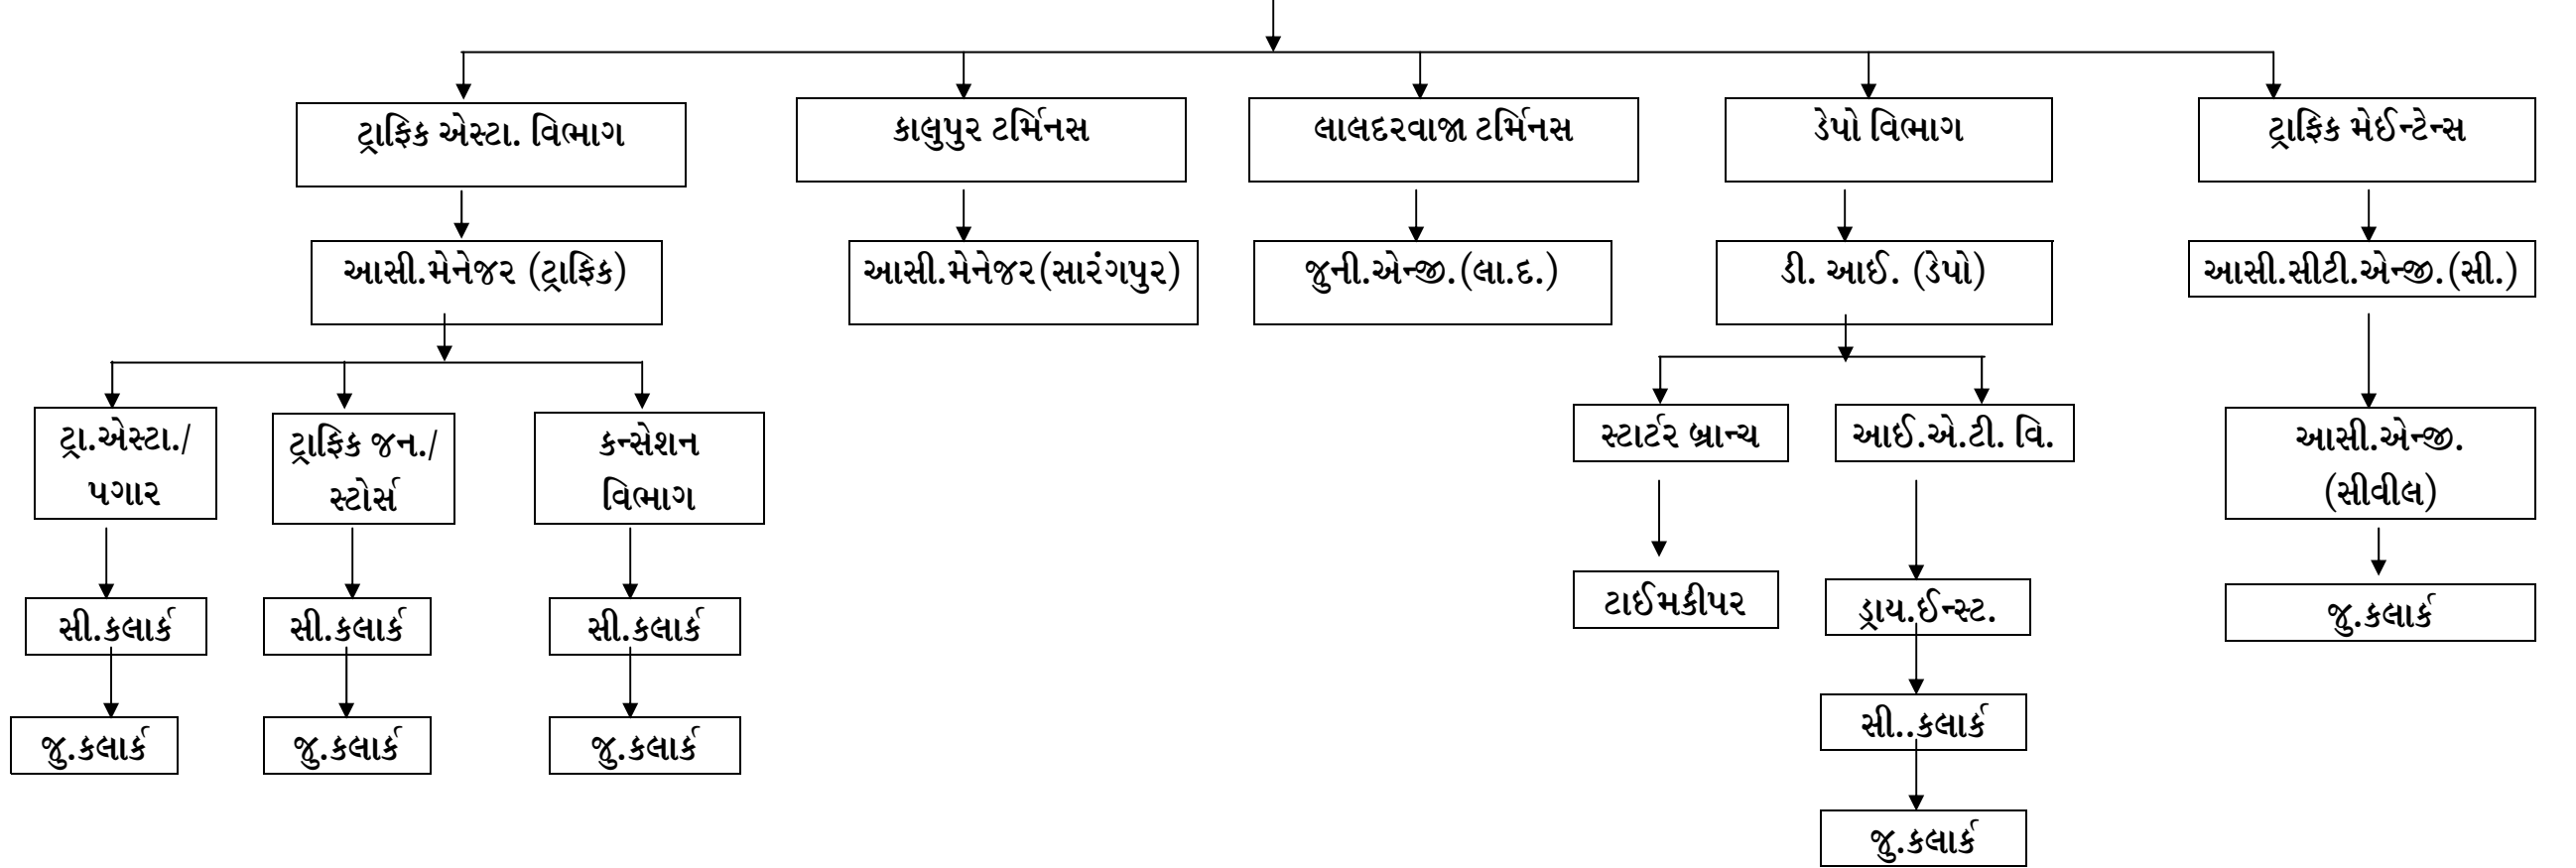 ટ્રાફિક એસ્ટા. વિભાગ
કાલુપુર ટર્મિનસ
લાલદરવાજા ટર્મિનસ
ડેપો વિભાગ
ટ્રાફિક મેઈન્ટેન્સ
આસી.મેનેજર (ટ્રાફિક)
આસી.મેનેજર(સારંગપુર)
જુની.એન્જી.(લા.દ.)
ડી. આઈ. (ડેપો)
આસી.સીટી.એન્જી.(સી.)
ટ્રા.એસ્ટા./
પગાર
ટ્રાફિક જન./
સ્ટોર્સ
કન્સેશન
વિભાગ
સ્ટાર્ટર બ્રાન્ચ
આઈ.એ.ટી. વિ.
આસી.એન્જી.
(સીવીલ)
સી.કલાર્ક
સી.કલાર્ક
સી.કલાર્ક
ટાઈમકીપર
ડ્રાય.ઈન્સ્ટ.
જુ.કલાર્ક
જુ.કલાર્ક
જુ.કલાર્ક
જુ.કલાર્ક
સી..કલાર્ક
જુ.કલાર્ક